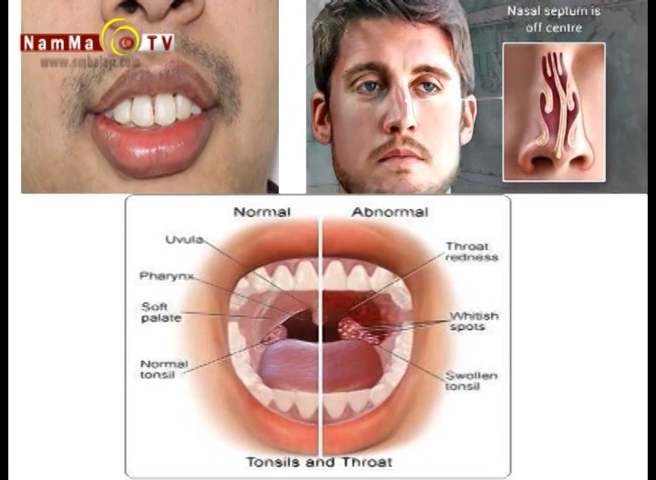 NamMa TV
www.smbalaji.com
Nasal septum is
off centre
Normal
Abnormal
Uvula
Throat
redness
Pharynx
Soft
palate
Whitish
spots
Normal
tonsil
Swollen
tonsil
Tonsils and Throat